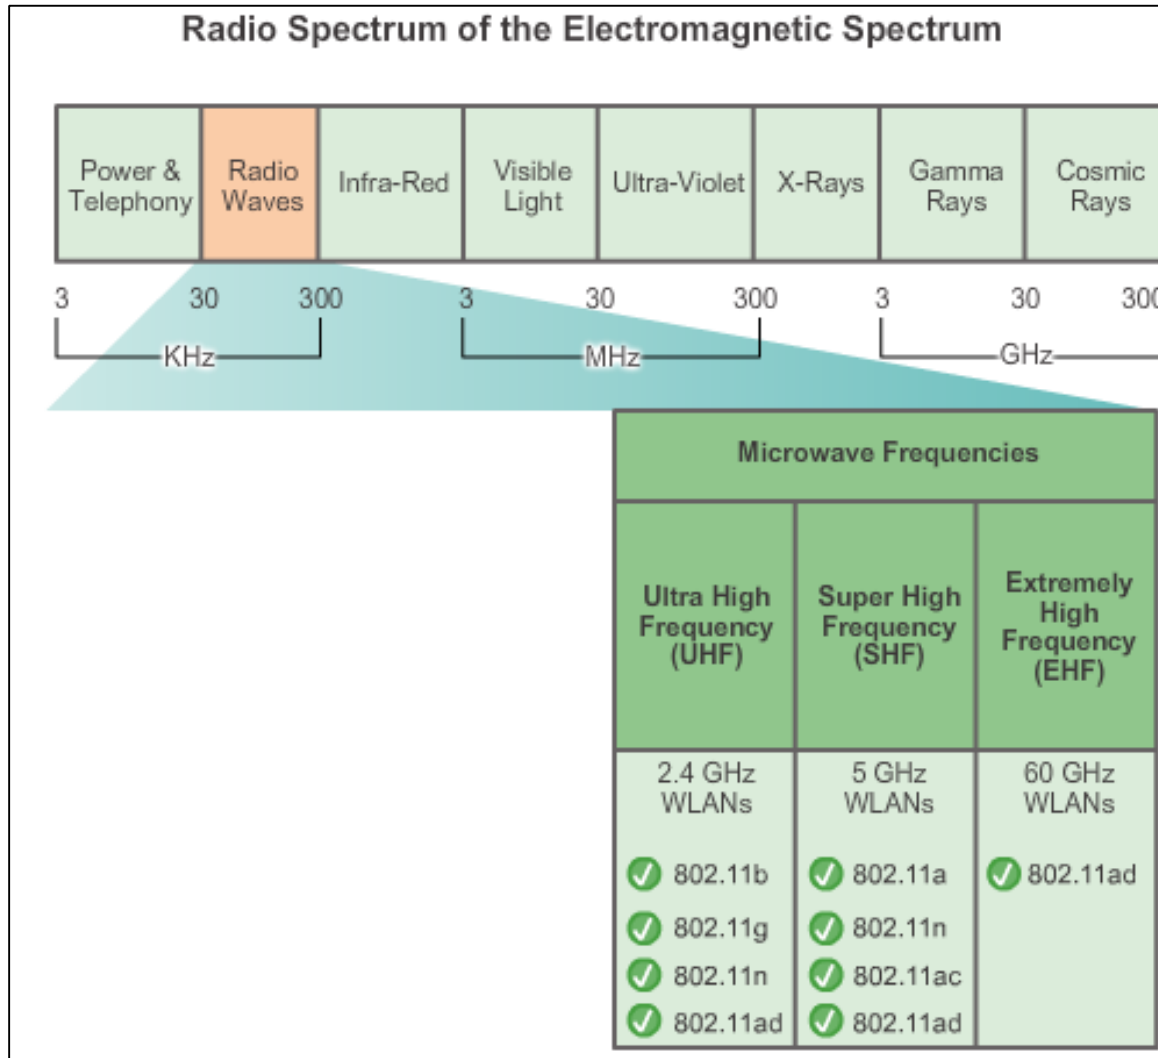 Radio Spectrum of the Electromagnetic Spectrum
Power &
Telephony
Radio
Waves
Infra-Red
Visible
Light
Ultra-Violet
X-Rays
Gamma
Rays
Cosmic
Rays
3 30 300 3 30 300 3 30 300
KHz MHz GHz
Microwave Frequencies
Ultra High
Frequency
(UHF)
Super High
Frequency
(SHF)
Extremely
High
Frequency
(EHF)
2.4 GHz
WLANs
802.11b
802.11g
802.11n
802.11ad
5 GHz
WLANs
802.11a
802.11n
802.11ac
802.11ad
60 GHz
WLANs
802.11ad